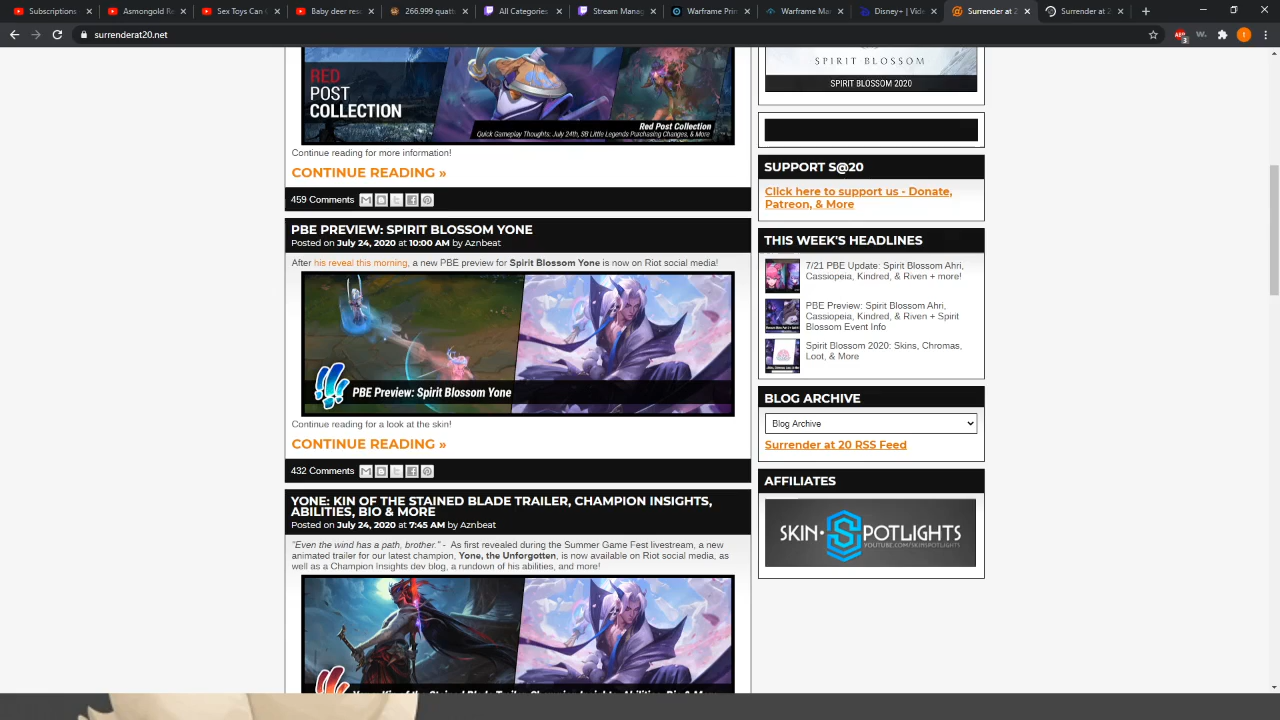 Subscriptions
Asmongold Re
Sex Toys Can
Baby deer resc
266.999 quatt
All Categories
Stream Manag
Warframe Prim
Warframe Mar
Disney+ | Vide
Surrender at 2
Surrender at 20
surrenderat20.net
RED
POST
COLLECTION
Red Post Collection
Quick Gameplay Thoughts: July 24th, SB Little Legends Purchasing Changes, & More
Continue reading for more information!
CONTINUE READING »
459 Comments
PBE PREVIEW: SPIRIT BLOSSOM YONE
Posted on July 24, 2020 at 10:00 AM by Aznbeat
After his reveal this morning, a new PBE preview for Spirit Blossom Yone is now on Riot social media!
PBE Preview: Spirit Blossom Yone
Continue reading for a look at the skin!
CONTINUE READING »
432 Comments
YONE: KIN OF THE STAINED BLADE TRAILER, CHAMPION INSIGHTS,
ABILITIES, BIO & MORE
Posted on July 24, 2020 at 7:45 AM by Aznbeat
"Even the wind has a path, brother." - As first revealed during the Summer Game Fest livestream, a new
animated trailer for our latest champion, Yone, the Unforgotten, is now available on Riot social media, as
well as a Champion Insights dev blog, a rundown of his abilities, and more!
SPIRIT BLOSSOM
SPIRIT BLOSSOM 2020
SUPPORT S@20
Click here to support us - Donate,
Patreon, & More
THIS WEEK'S HEADLINES
7/21 PBE Update: Spirit Blossom Ahri,
Cassiopeia, Kindred, & Riven + more!
PBE Preview: Spirit Blossom Ahri,
Cassiopeia, Kindred, & Riven + Spirit
Blossom Event Info
Spirit Blossom 2020: Skins, Chromas,
Loot, & More
BLOG ARCHIVE
Blog Archive
Surrender at 20 RSS Feed
AFFILIATES
SKIN SPOTLIGHTS
YOUTUBE.COM/SKINSPOTLIGHTS